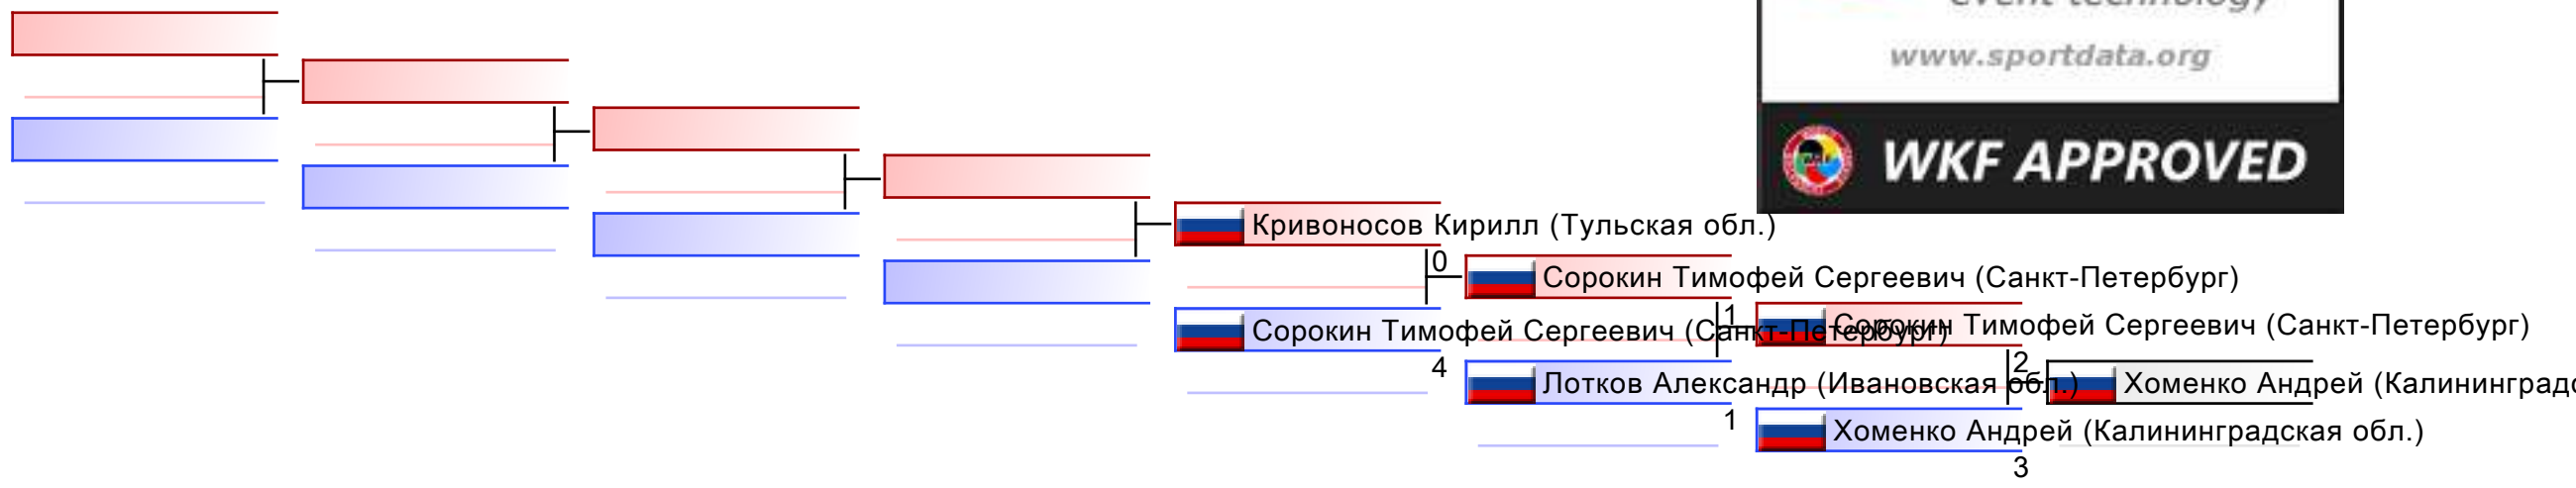 event technology
www.sportdata.org
WKF APPROVED
Кривоносов Кирилл (Тульская обл.)
0
Сорокин Тимофей Сергеевич (Санкт-Петербург)
1
Сорокин Тимофей Сергеевич (Санкт-Петербург)
Сорокин Тимофей Сергеевич (Санкт-Петербург)
2
4
Лотков Александр (Ивановская обл.)
Хоменко Андрей (Калининград
1
Хоменко Андрей (Калининградская обл.)
3